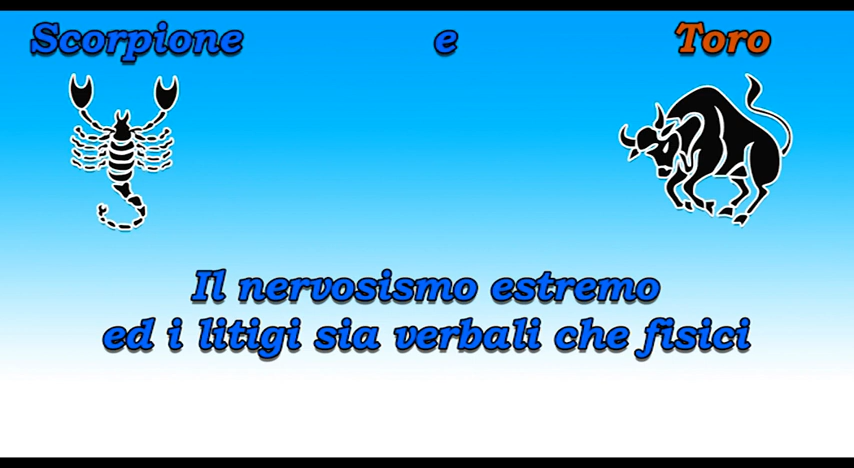 Scorpione e Toro
Il nervosismo estremo
ed i litigi sia verbali che fisici